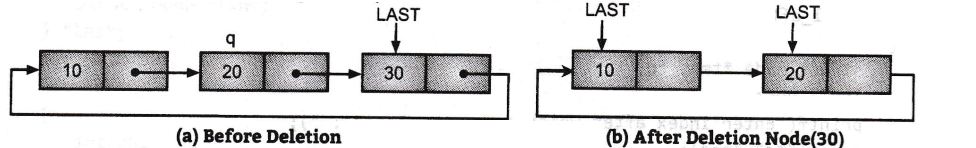 LAST
q
10
20
30
(a) Before Deletion
LAST
LAST
10
20
(b) After Deletion Node(30)